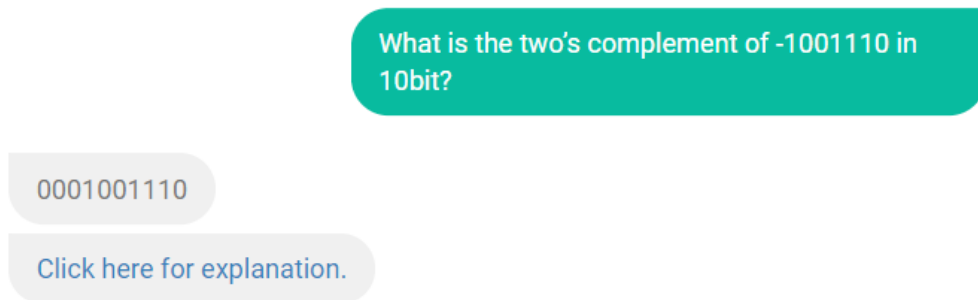 What is the two’s complement of -1001110 in
10bit?
0001001110
Click here for explanation.